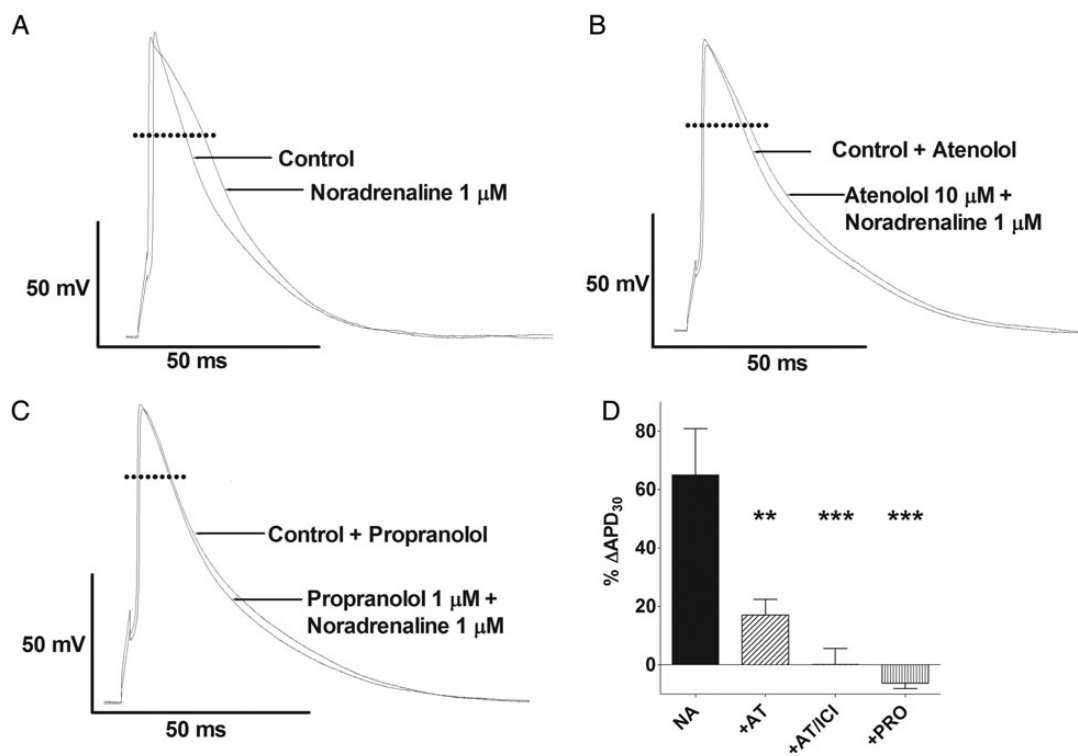 A
Control
Noradrenaline 1 μM
50 mV
50 ms
B
Control + Atenolol
Atenolol 10 μM +
Noradrenaline 1 μM
50 mV
50 ms
C
Control + Propranolol
Propranolol 1 μM +
Noradrenaline 1 μM
50 mV
50 ms
D
80
60
40
20
0
% ΔAPD30
** *** ***
NA
+AT
+AT/ICI
+PRO